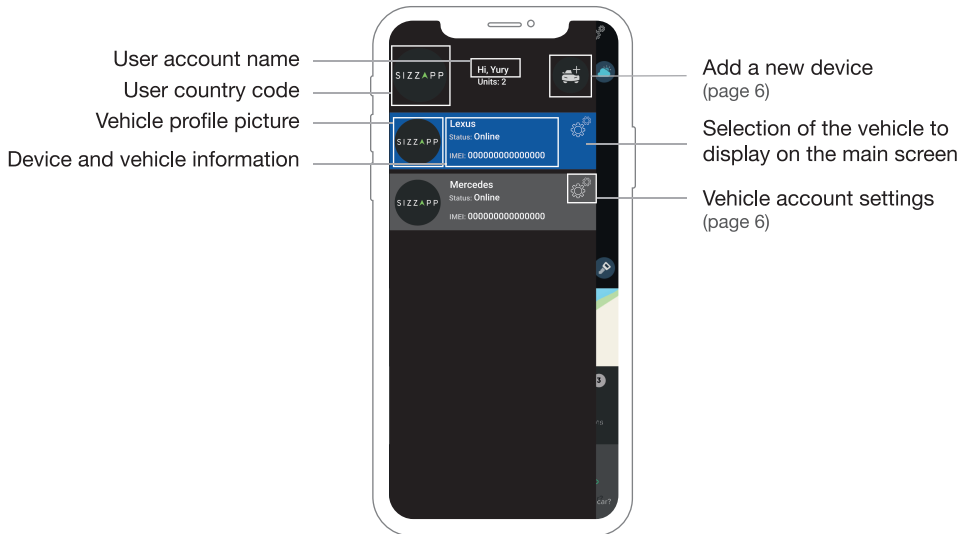 User account name
User country code
Vehicle profile picture
Device and vehicle information
SIZZAPP
Hi, Yury
Units: 2
Lexus
Status: Online
IMEI: 000000000000000
SIZZAPP
Mercedes
Status: Online
IMEI: 000000000000000
SIZZAPP
3
car?
Add a new device
(page 6)
Selection of the vehicle to
display on the main screen
Vehicle account settings
(page 6)